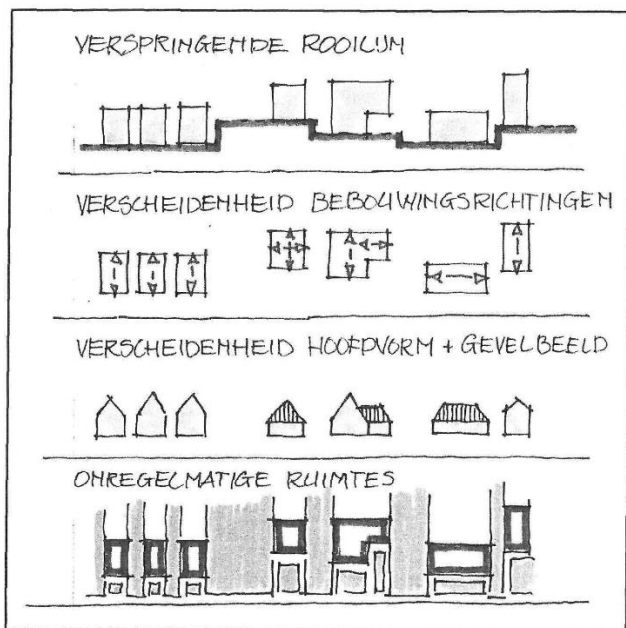 VERSPRINGENDE ROOILIJN
VERSCHEIDENHEID BEBOUWINGSRICHTINGEN
VERSCHEIDENHEID HOOFDVORM + GEVELBEELD
ONREGELMATIGE RUIMTES